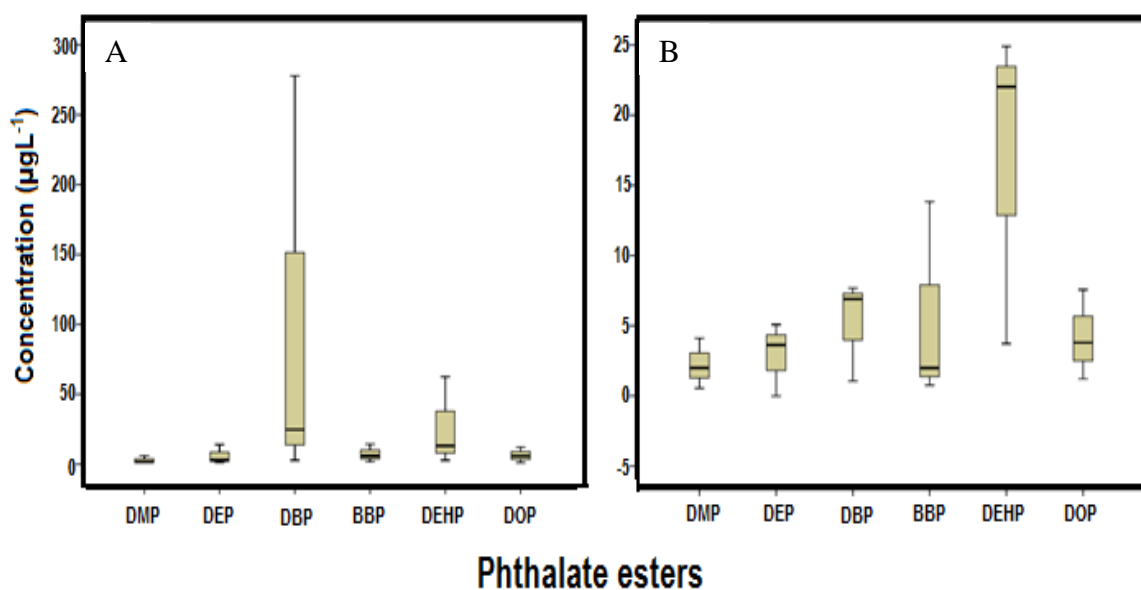 A
B
Concentration (µgL⁻¹)
300
250
200
150
100
50
0
25
20
15
10
5
0
-5
DMP DEP DBP BBP DEHP DOP
DMP DEP DBP BBP DEHP DOP
Phthalate esters